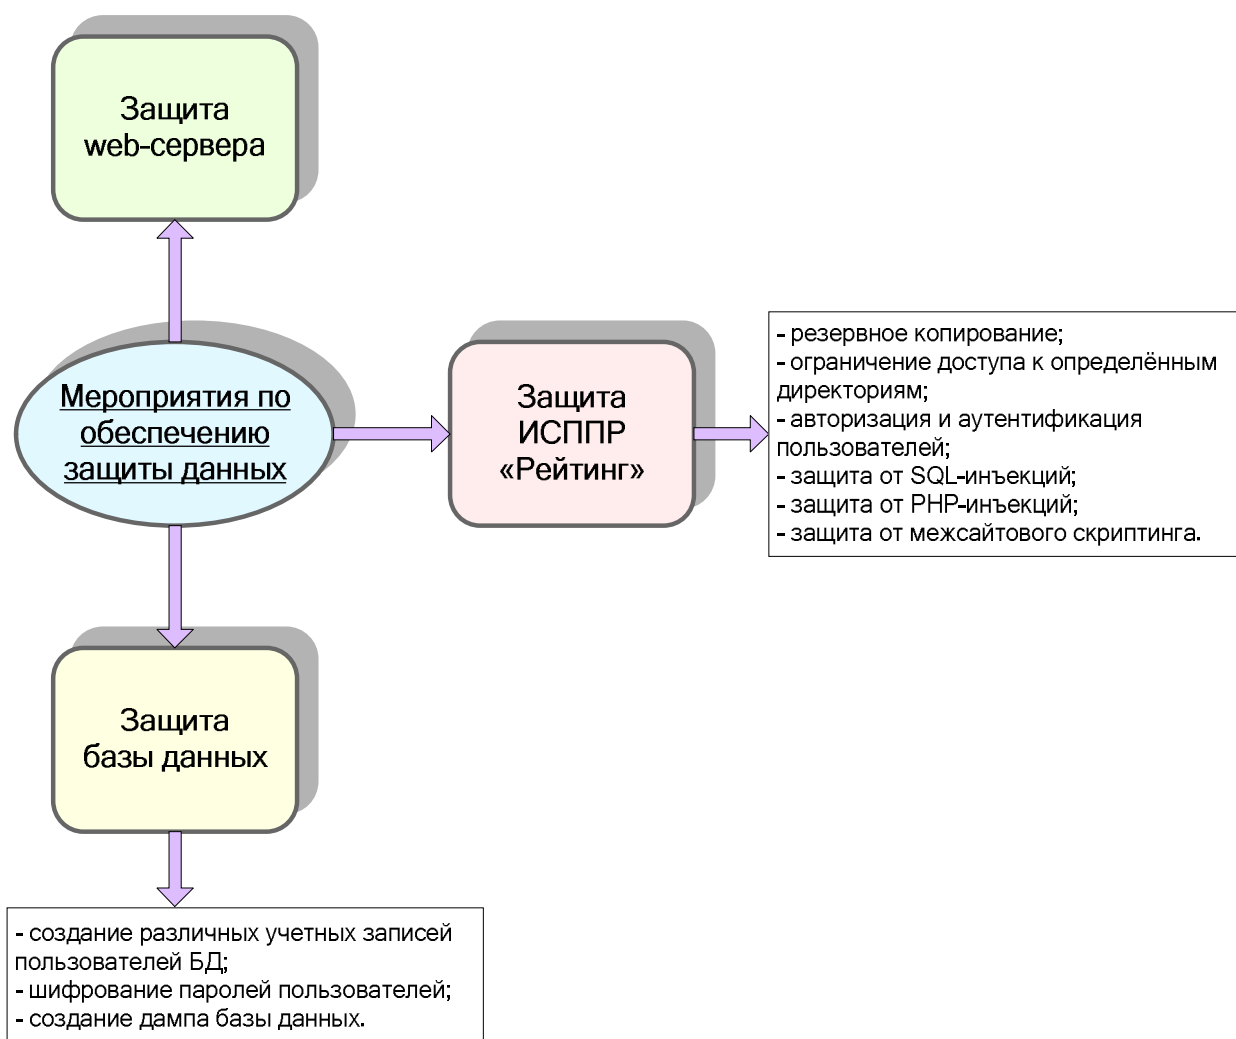 Защита
web-сервера
Мероприятия по
обеспечению
защиты данных
Защита
ИСППР
«Рейтинг»
- резервное копирование;
- ограничение доступа к определённым
директориям;
- авторизация и аутентификация
пользователей;
- защита от SQL-инъекций;
- защита от PHP-инъекций;
- защита от межсайтового скриптинга.
Защита
базы данных
- создание различных учетных записей
пользователей БД;
- шифрование паролей пользователей;
- создание дампа базы данных.